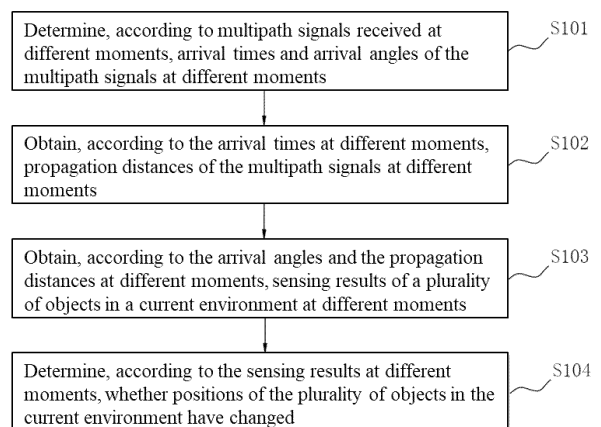 Determine, according to multipath signals received at
different moments, arrival times and arrival angles of the
multipath signals at different moments
S101
Obtain, according to the arrival times at different moments,
propagation distances of the multipath signals at different
moments
S102
Obtain, according to the arrival angles and the propagation
distances at different moments, sensing results of a plurality
of objects in a current environment at different moments
S103
Determine, according to the sensing results at different
moments, whether positions of the plurality of objects in the
current environment have changed
S104